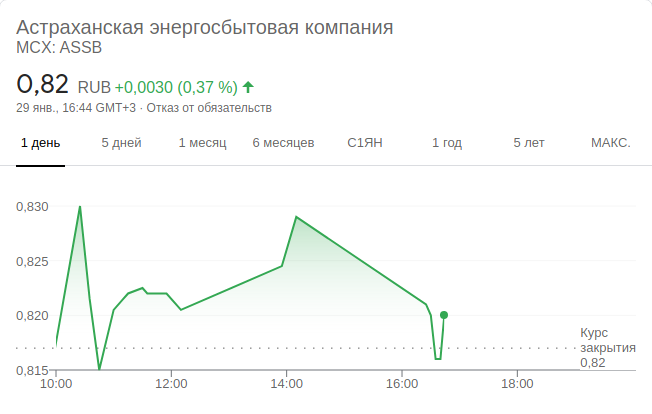 Астраханская энергосбытовая компания
MCX: ASSB
0,82 RUB +0,0030 (0,37 %)
29 янв., 16:44 GMT+3 · Отказ от обязательств
1 день 5 дней 1 месяц 6 месяцев С1ЯН 1 год 5 лет МАКС.
0,830
0,825
0,820
0,815
Курс
закрытия
0,82
10:00 12:00 14:00 16:00 18:00